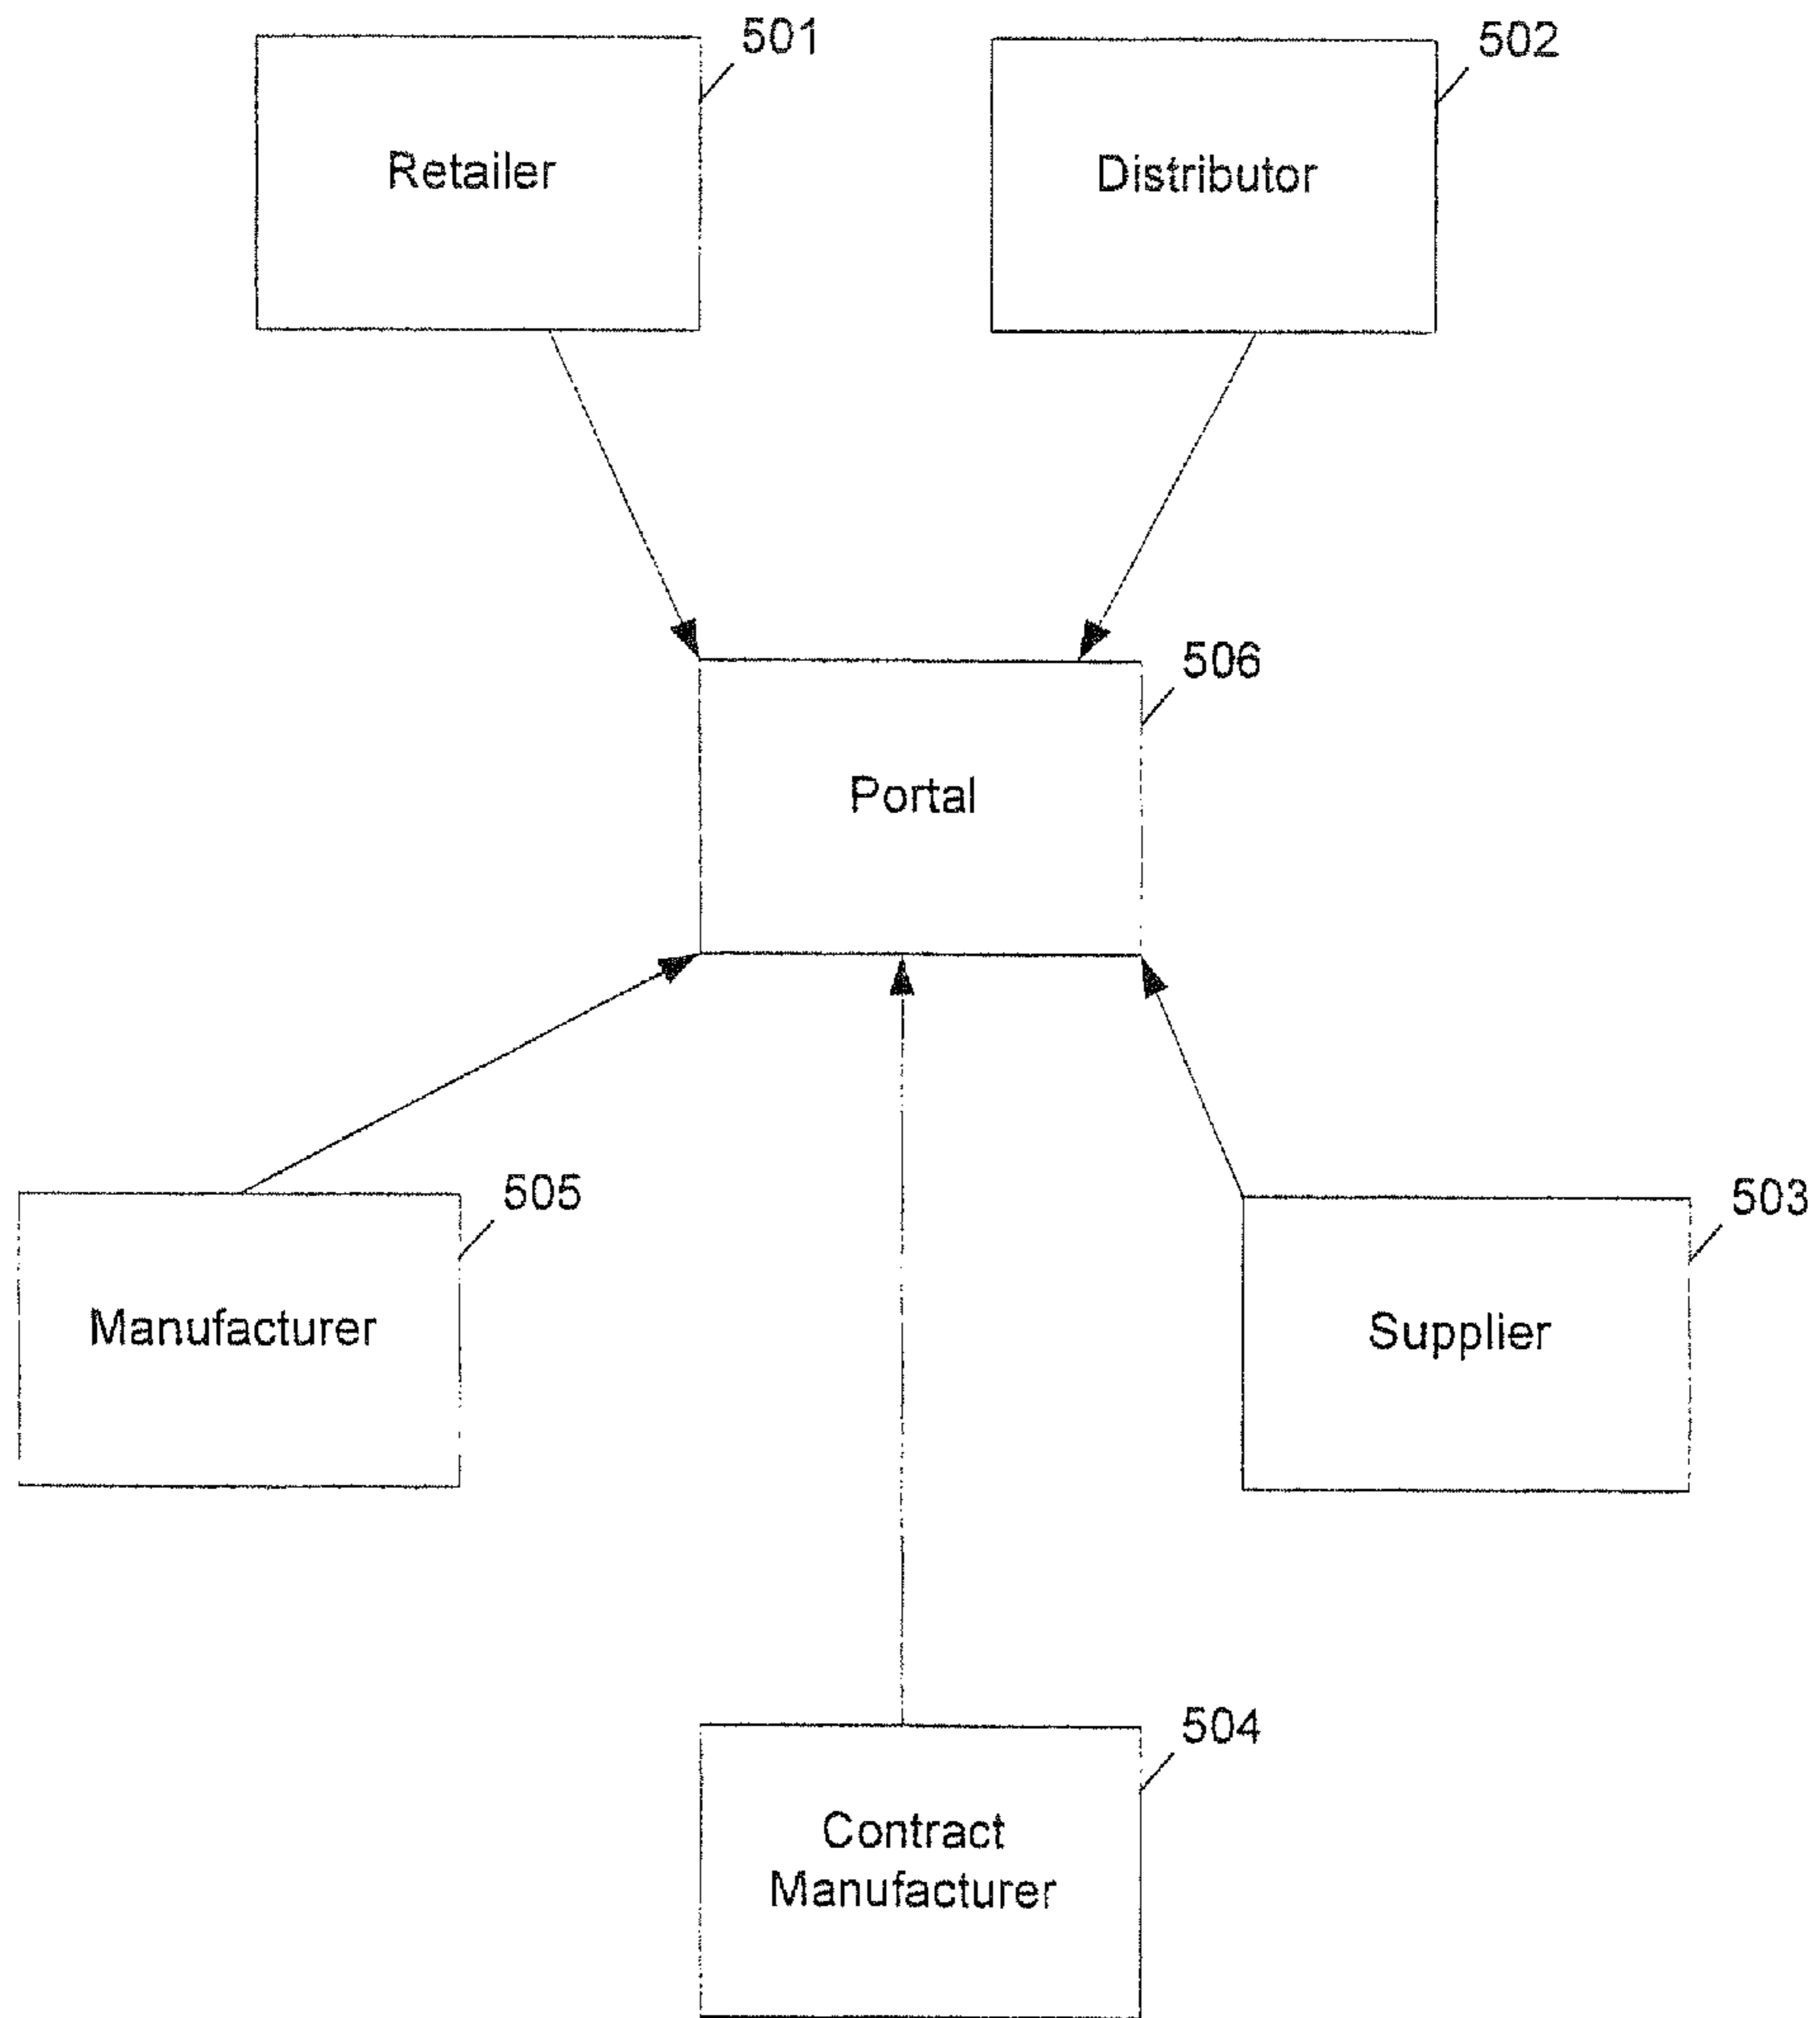 501
Retailer
502
Distributor
506
Portal
505
Manufacturer
503
Supplier
504
Contract
Manufacturer